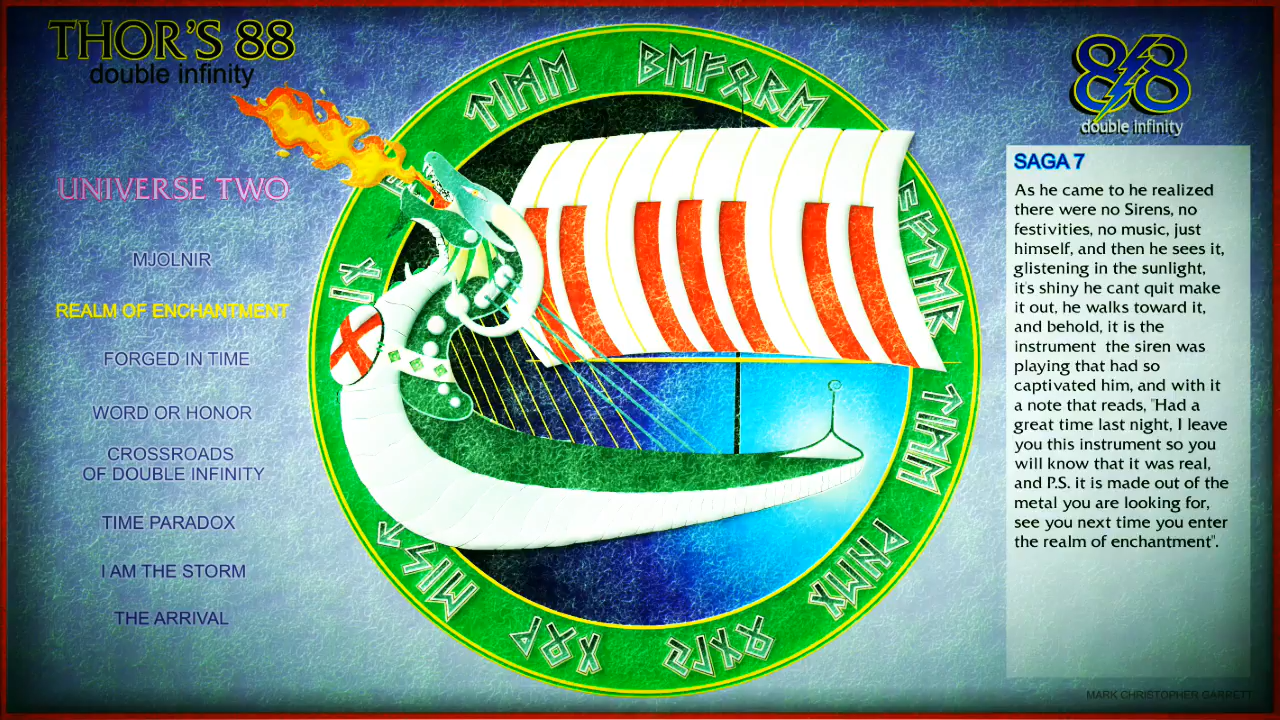 THOR'S 88
double infinity
UNIVERSE TWO
MJOLNIR
REALM OF ENCHANTMENT
FORGED IN TIME
WORD OR HONOR
CROSSROADS
OF DOUBLE INFINITY
TIME PARADOX
I AM THE STORM
THE ARRIVAL
TIME BEFORE
88
double infinity
SAGA 7
As he came to he realized
there were no Sirens, no
festivities, no music, just
himself, and then he sees it,
glistening in the sunlight,
it's shiny he cant quit make
it out, he walks toward it,
and behold, it is the
instrument the siren was
playing that had so
captivated him, and with it
a note that reads, "Had a
great time last night, I leave
you this instrument so you
will know that it was real,
and P.S. it is made out of the
metal you are looking for,
see you next time you enter
the realm of enchantment".
MARK CHRISTOPHER GARRETT